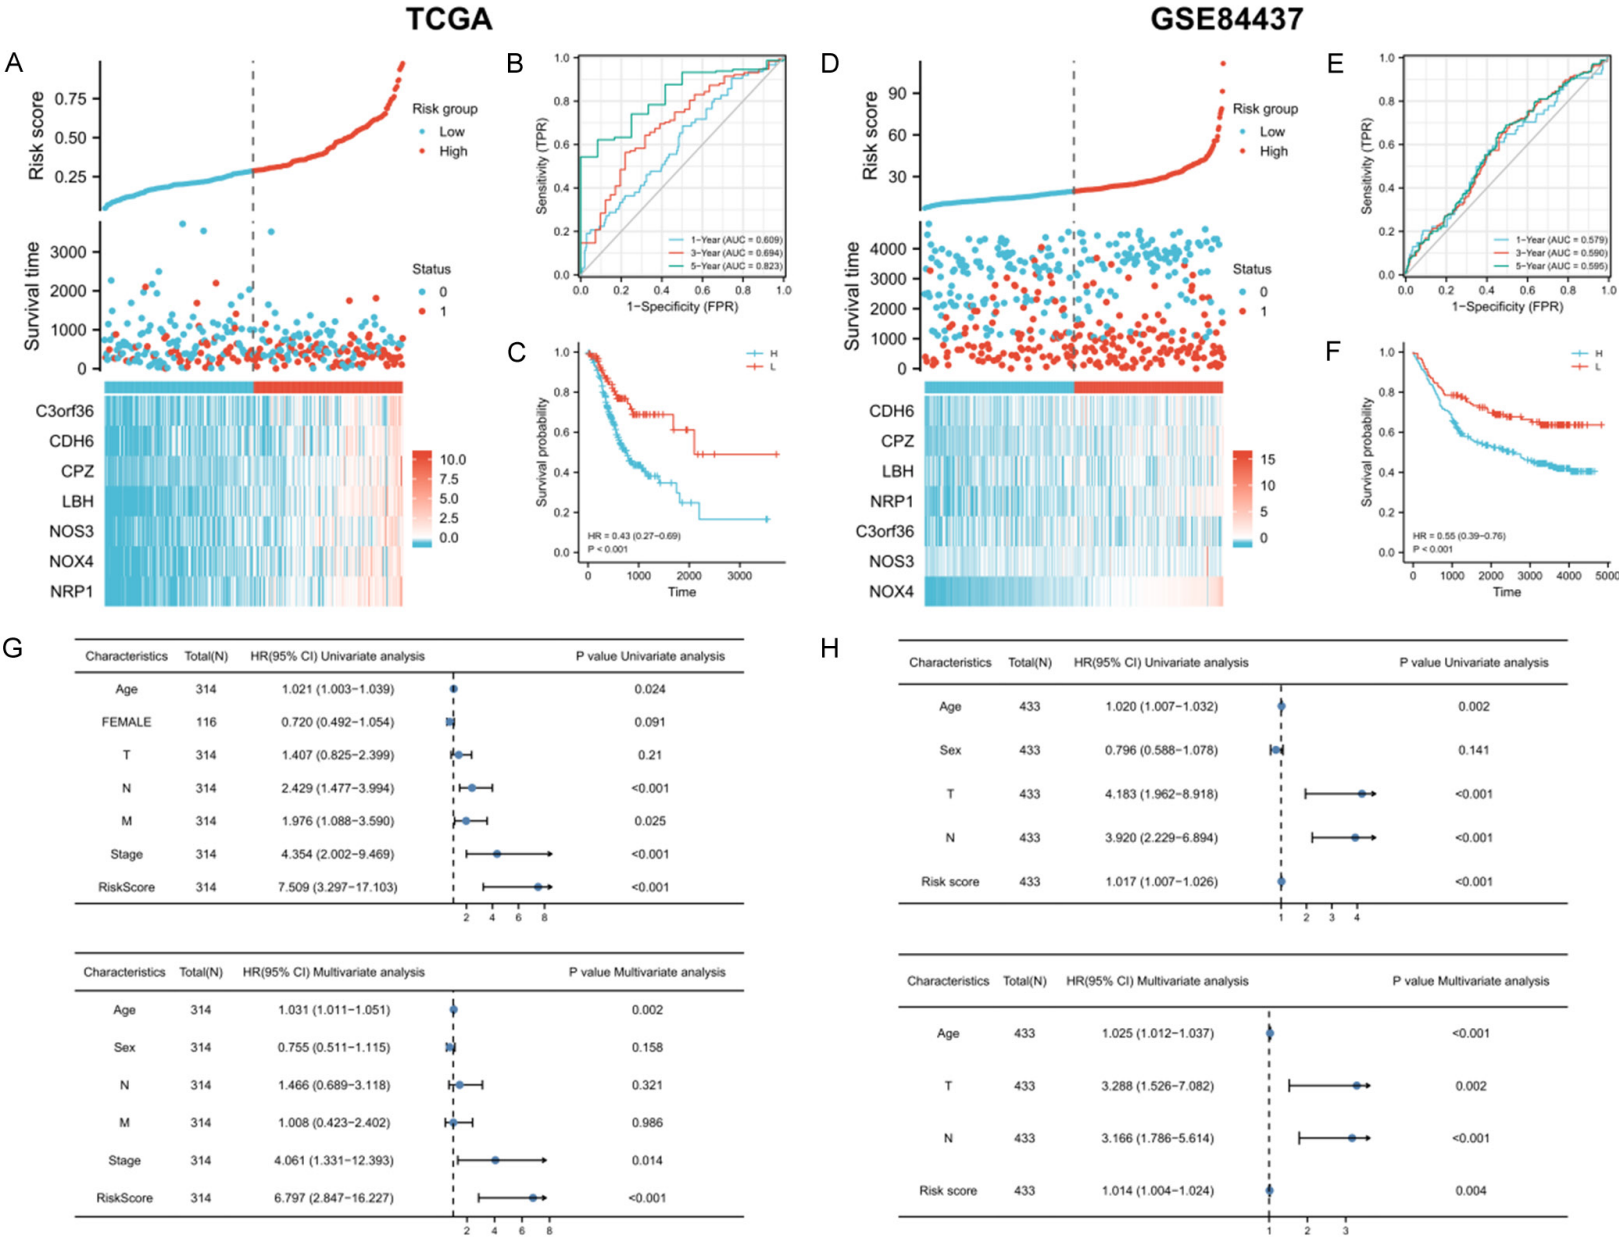 TCGA
GSE84437
A
Risk score
0.75
0.50
0.25
Risk group
Low
High
Survival time
3000
2000
1000
0
Status
0
1
C3orf36
CDH6
CPZ
LBH
NOS3
NOX4
NRP1
10.0
7.5
5.0
2.5
0.0
B
Sensitivity (TPR)
1.0
0.8
0.6
0.4
0.2
0.0
1-Year (AUC = 0.609)
3-Year (AUC = 0.694)
5-Year (AUC = 0.823)
0.0 0.2 0.4 0.6 0.8 1.0
1-Specificity (FPR)
C
Survival probability
1.0
0.8
0.6
0.4
0.2
0.0
H
L
HR = 0.43 (0.27-0.69)
P < 0.001
0 1000 2000 3000
Time
D
Risk score
90
60
30
Risk group
Low
High
Survival time
4000
3000
2000
1000
0
Status
0
1
CDH6
CPZ
LBH
NRP1
C3orf36
NOS3
NOX4
15
10
5
0
E
Sensitivity (TPR)
1.0
0.8
0.6
0.4
0.2
0.0
1-Year (AUC = 0.579)
3-Year (AUC = 0.590)
5-Year (AUC = 0.595)
0.0 0.2 0.4 0.6 0.8 1.0
1-Specificity (FPR)
F
Survival probability
1.0
0.8
0.6
0.4
0.2
0.0
H
L
HR = 0.55 (0.39-0.76)
P < 0.001
0 1000 2000 3000 4000 5000
Time
G
Characteristics Total(N) HR(95% CI) Univariate analysis P value Univariate analysis
Age 314 1.021 (1.003-1.039) 0.024
FEMALE 116 0.720 (0.492-1.054) 0.091
T 314 1.407 (0.825-2.399) 0.21
N 314 2.429 (1.477-3.994) <0.001
M 314 1.976 (1.088-3.590) 0.025
Stage 314 4.354 (2.002-9.469) <0.001
RiskScore 314 7.509 (3.297-17.103) <0.001
2 4 6 8
Characteristics Total(N) HR(95% CI) Multivariate analysis P value Multivariate analysis
Age 314 1.031 (1.011-1.051) 0.002
Sex 314 0.755 (0.511-1.115) 0.158
N 314 1.466 (0.689-3.118) 0.321
M 314 1.008 (0.423-2.402) 0.986
Stage 314 4.061 (1.331-12.393) 0.014
RiskScore 314 6.797 (2.847-16.227) <0.001
2 4 6 8
H
Characteristics Total(N) HR(95% CI) Univariate analysis P value Univariate analysis
Age 433 1.020 (1.007-1.032) 0.002
Sex 433 0.796 (0.588-1.078) 0.141
T 433 4.183 (1.962-8.918) <0.001
N 433 3.920 (2.229-6.894) <0.001
Risk score 433 1.017 (1.007-1.026) <0.001
1 2 3 4
Characteristics Total(N) HR(95% CI) Multivariate analysis P value Multivariate analysis
Age 433 1.025 (1.012-1.037) <0.001
T 433 3.288 (1.526-7.082) 0.002
N 433 3.166 (1.786-5.614) <0.001
Risk score 433 1.014 (1.004-1.024) 0.004
1 2 3